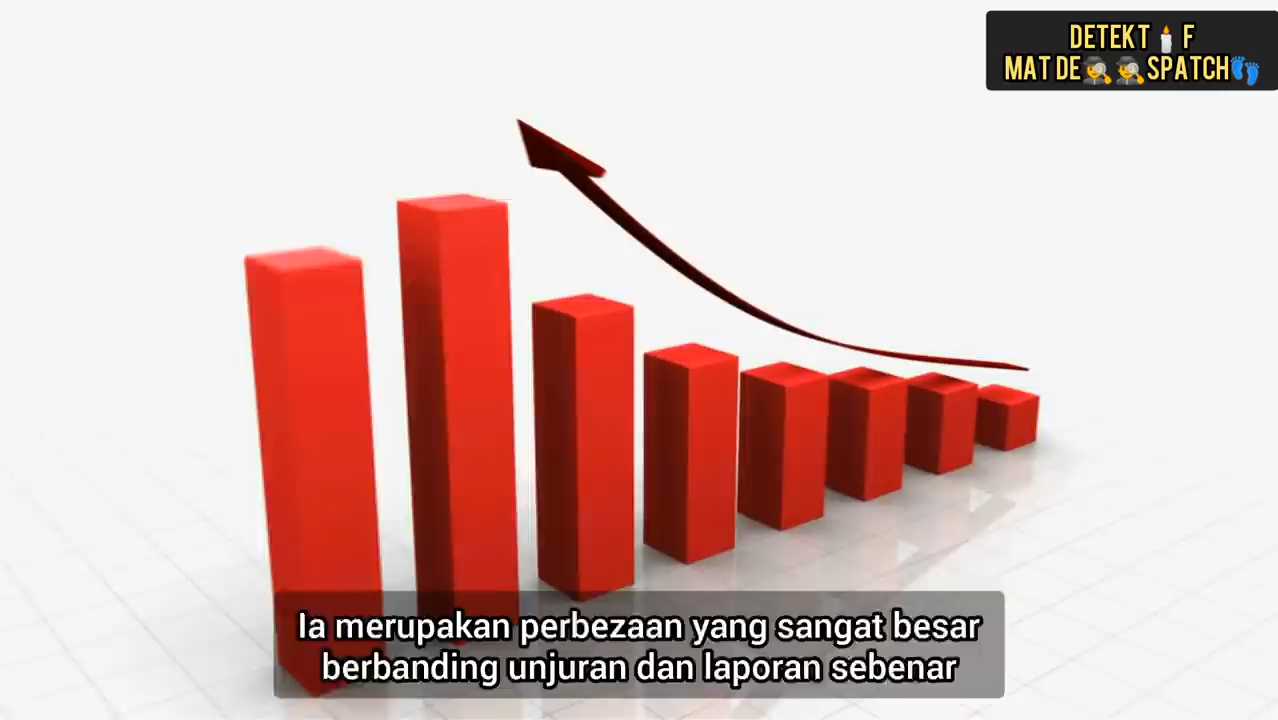 DETEKT🕯️F
MAT DE🕵️🕵️SPATCH👣
Ia merupakan perbezaan yang sangat besar
berbanding unjuran dan laporan sebenar